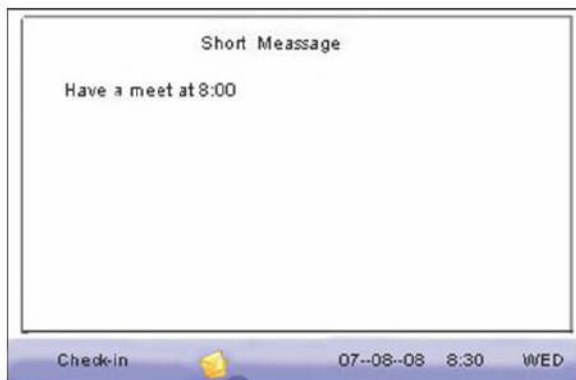 Short Meassage
Have a meet at 8:00
Check-in 07--08--08 8:30 WED